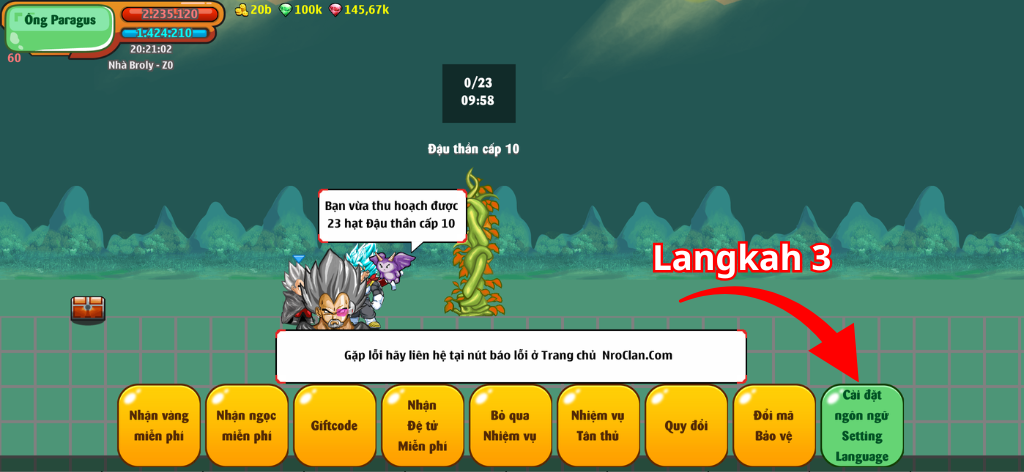 Ông Paragus
2.235.120
1.424.210
20b 100k 145,67k
20:21:02
60
Nhà Broly - Z0
0/23
09:58
Đậu thần cấp 10
Bạn vừa thu hoạch được
23 hạt Đậu thần cấp 10
Langkah 3
Gặp lỗi hãy liên hệ tại nút báo lỗi ở Trang chủ NroClan.Com
Nhận vàng
miễn phí
Nhận ngọc
miễn phí
Giftcode
Nhận
Đệ tử
Miễn phí
Bỏ qua
Nhiệm vụ
Nhiệm vụ
Tân thủ
Quy đổi
Đổi mã
Bảo vệ
Cài đặt
ngôn ngữ
Setting
Language